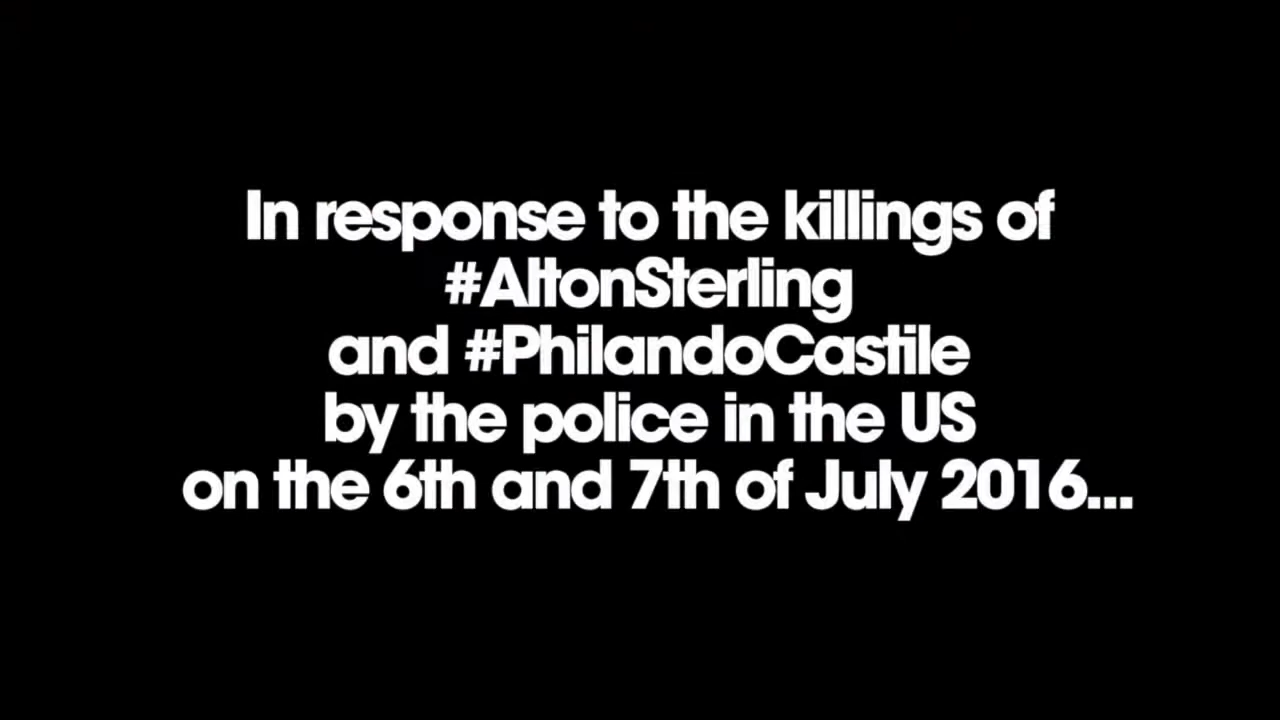 In response to the killings of
#AltonSterling
and #PhilandoCastile
by the police in the US
on the 6th and 7th of July 2016...